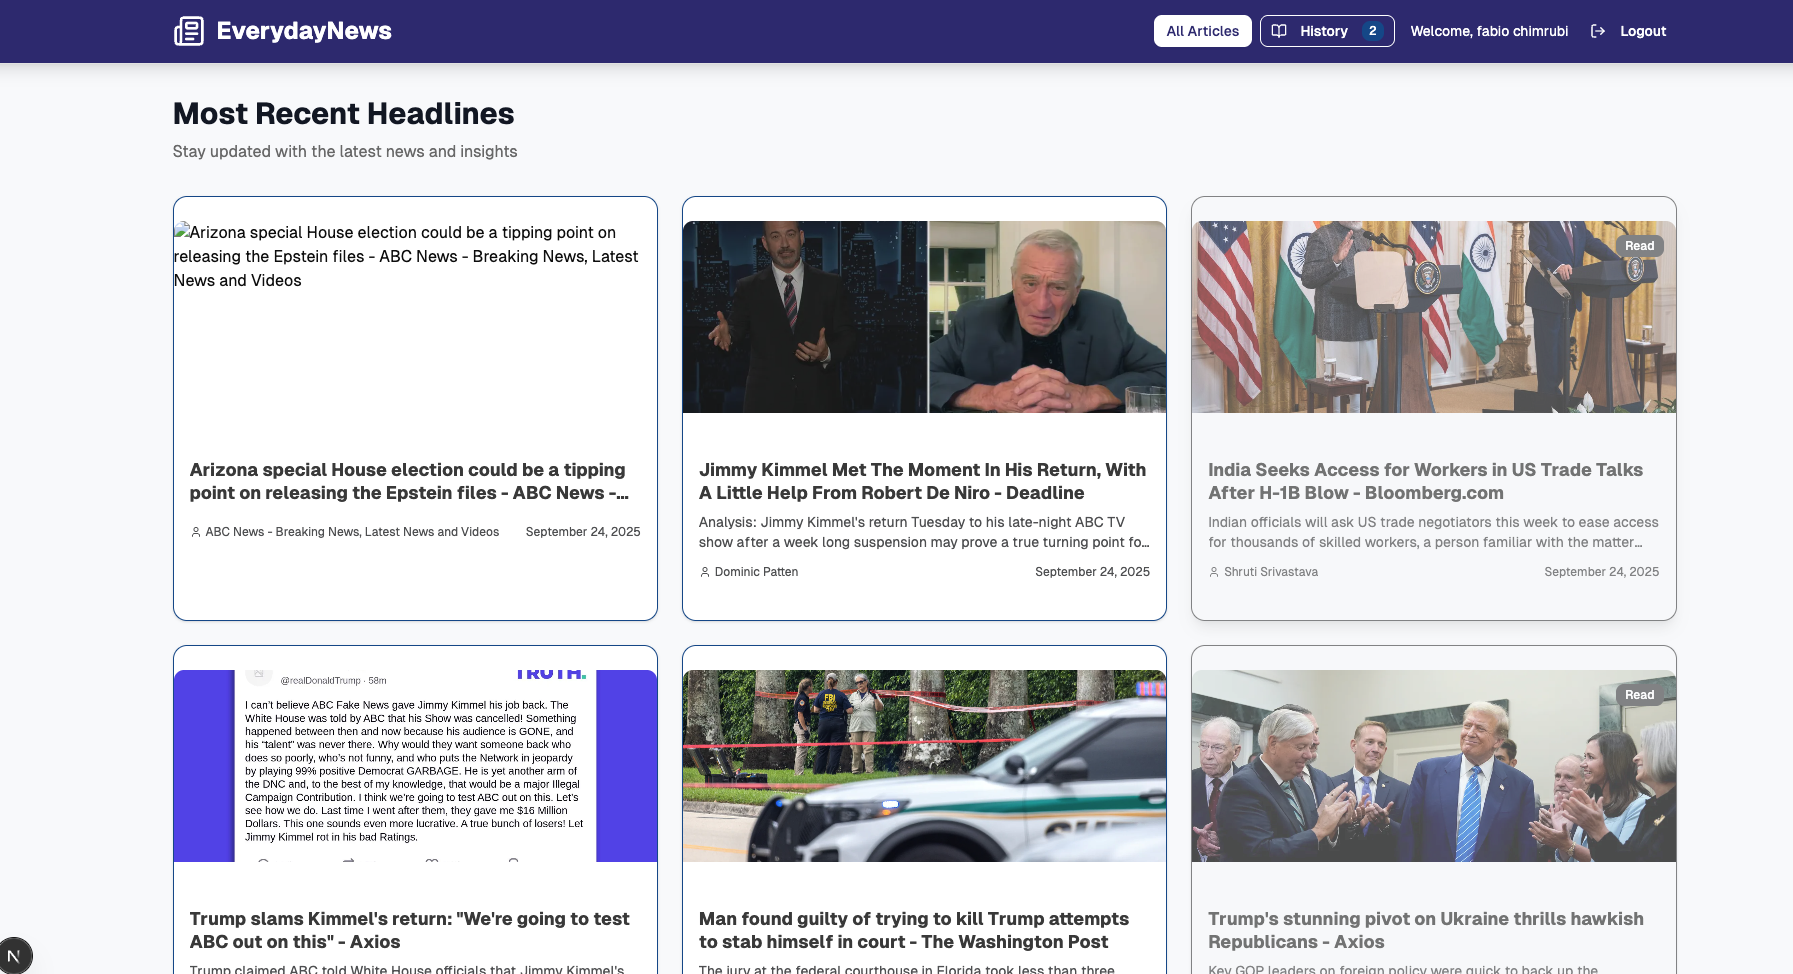 EverydayNews
All Articles
History 2
Welcome, fabio chimrubi
Logout
Most Recent Headlines
Stay updated with the latest news and insights
Arizona special House election could be a tipping point on
releasing the Epstein files - ABC News - Breaking News, Latest
News and Videos
Arizona special House election could be a tipping
point on releasing the Epstein files - ABC News -...
ABC News - Breaking News, Latest News and Videos
September 24, 2025
Jimmy Kimmel Met The Moment In His Return, With
A Little Help From Robert De Niro - Deadline
Analysis: Jimmy Kimmel's return Tuesday to his late-night ABC TV
show after a week long suspension may prove a true turning point fo...
Dominic Patten
September 24, 2025
Read
India Seeks Access for Workers in US Trade Talks
After H-1B Blow - Bloomberg.com
Indian officials will ask US trade negotiators this week to ease access
for thousands of skilled workers, a person familiar with the matter...
Shruti Srivastava
September 24, 2025
TRUTH.
@realDonaldTrump · 58m
I can't believe ABC Fake News gave Jimmy Kimmel his job back. The
White House was told by ABC that his Show was cancelled! Something
happened between then and now because his audience is GONE, and
his "talent" was never there. Why would they want someone back who
does so poorly, who's not funny, and who puts the Network in jeopardy
by playing 99% positive Democrat GARBAGE. He is yet another arm of
the DNC and, to the best of my knowledge, that would be a major Illegal
Campaign Contribution. I think we're going to test ABC out on this. Let's
see how we do. Last time I went after them, they gave me $16 Million
Dollars. This one sounds even more lucrative. A true bunch of losers! Let
Jimmy Kimmel rot in his bad Ratings.
Trump slams Kimmel's return: "We're going to test
ABC out on this" - Axios
Trump claimed ABC told White House officials that Jimmy Kimmel's
FBI
Man found guilty of trying to kill Trump attempts
to stab himself in court - The Washington Post
The jury at the federal courthouse in Florida took less than three
Read
Trump's stunning pivot on Ukraine thrills hawkish
Republicans - Axios
Key GOP leaders on foreign policy were quick to back up the
N